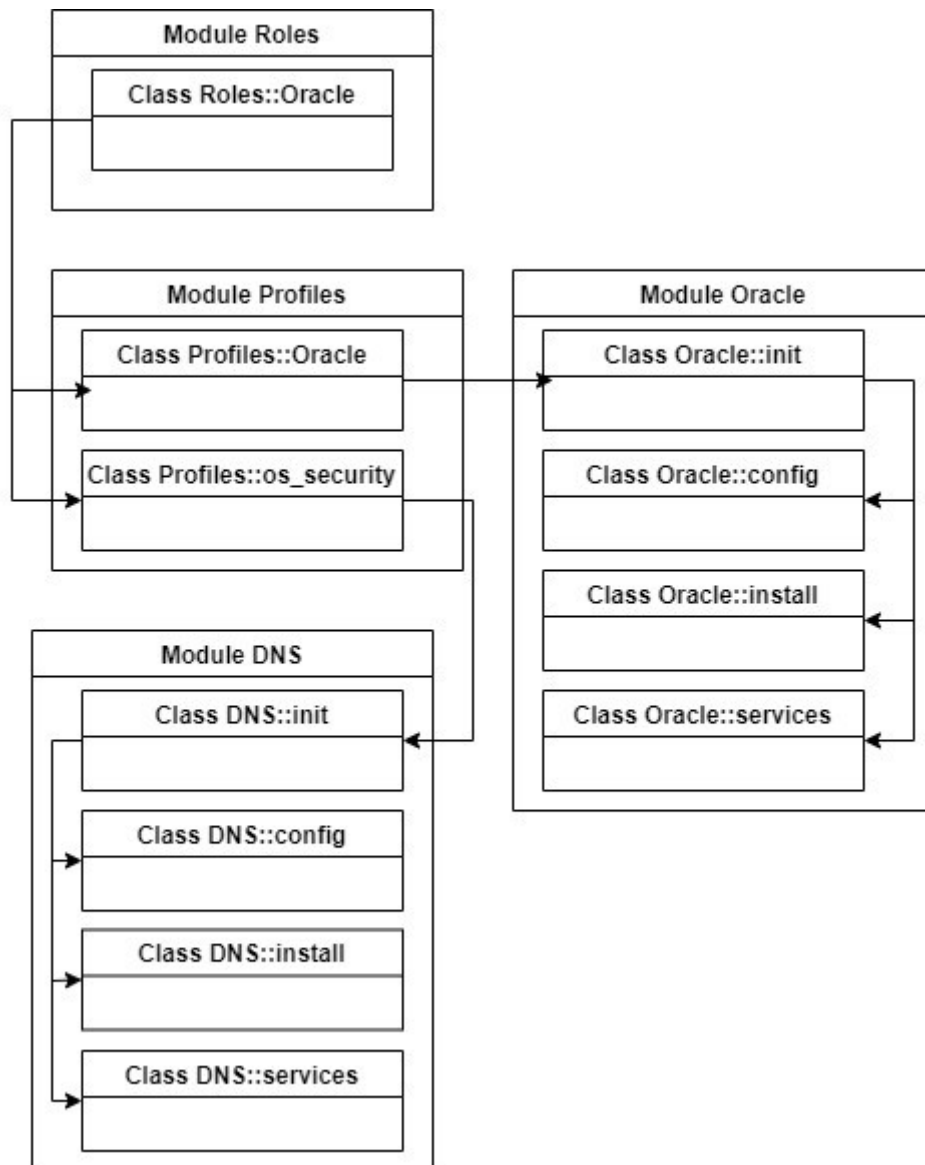 Module Roles
Class Roles::Oracle
Module Profiles
Class Profiles::Oracle
Class Profiles::os_security
Module Oracle
Class Oracle::init
Class Oracle::config
Class Oracle::install
Class Oracle::services
Module DNS
Class DNS::init
Class DNS::config
Class DNS::install
Class DNS::services